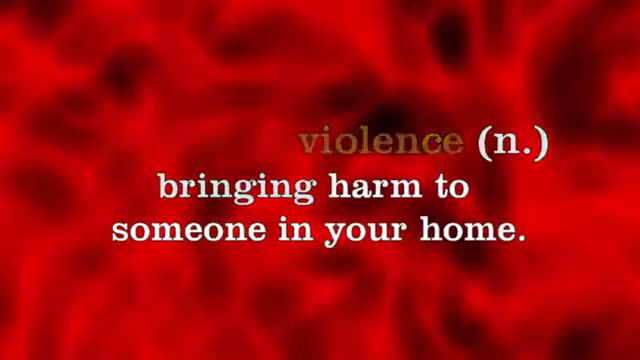 violence (n.)
bringing harm to
someone in your home.